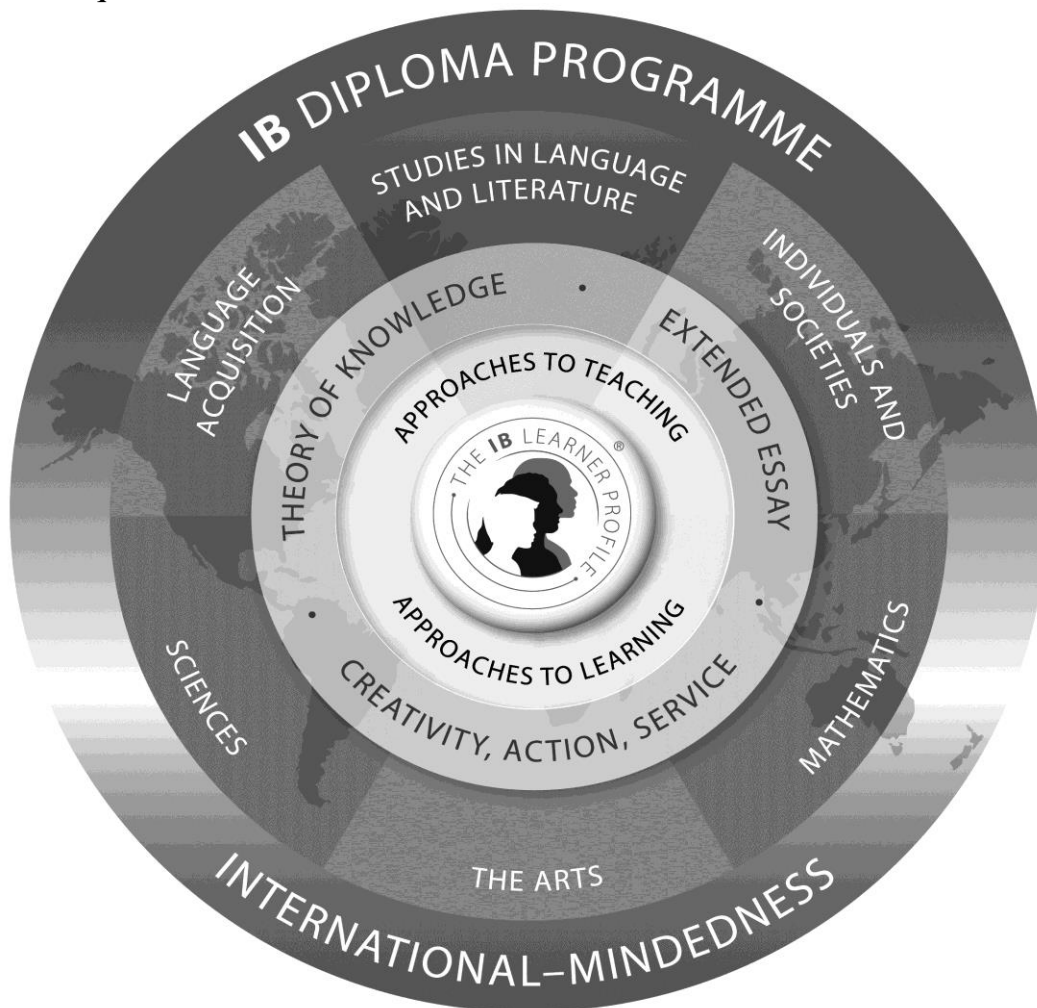 IB DIPLOMA PROGRAMME
STUDIES IN LANGUAGE
AND LITERATURE
LANGUAGE
ACQUISITION
INDIVIDUALS AND
SOCIETIES
THEORY OF KNOWLEDGE
•
EXTENDED ESSAY
APPROACHES TO TEACHING
• THE IB LEARNER PROFILE •
®
APPROACHES TO LEARNING
•
CREATIVITY, ACTION, SERVICE
•
SCIENCES
MATHEMATICS
THE ARTS
INTERNATIONAL–MINDEDNESS